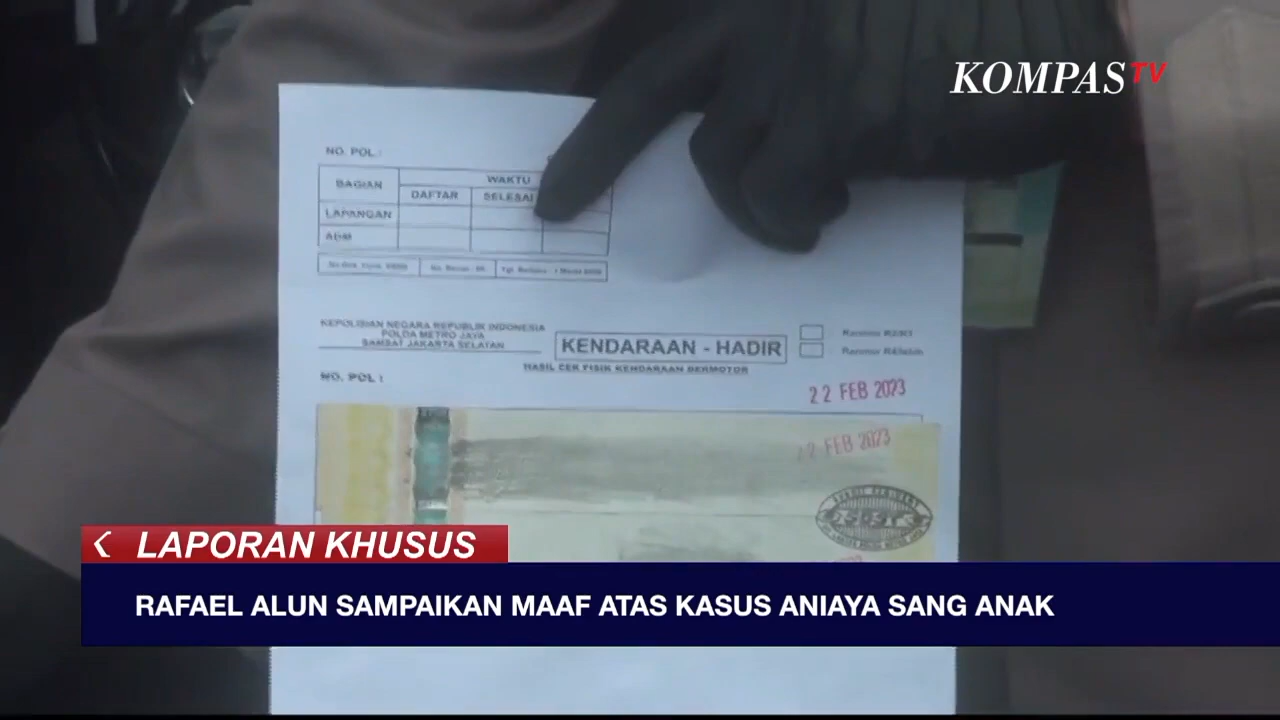 KOMPAS TV
NO. POL :
BAGIAN
WAKTU
DAFTAR
SELESAI
LAPANGAN
ADM
KEPOLISIAN NEGARA REPUBLIK INDONESIA
POLDA METRO JAYA
SAMSAT JAKARTA SELATAN
KENDARAAN - HADIR
HASIL CEK FISIK KENDARAAN BERMOTOR
NO. POL :
22 FEB 2023
22 FEB 2023
LAPORAN KHUSUS
RAFAEL ALUN SAMPAIKAN MAAF ATAS KASUS ANIAYA SANG ANAK